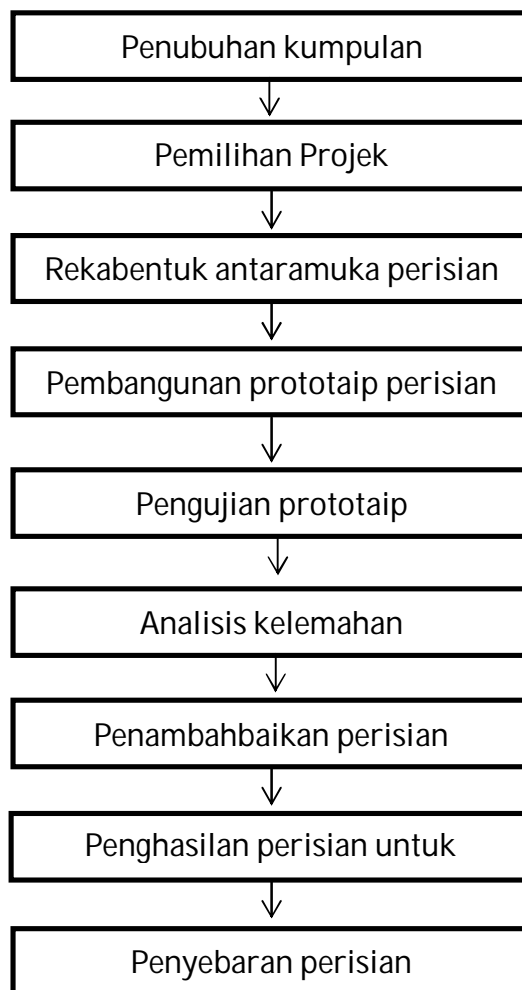 Penubuhan kumpulan
Pemilihan Projek
Rekabentuk antaramuka perisian
Pembangunan prototaip perisian
Pengujian prototaip
Analisis kelemahan
Penambahbaikan perisian
Penghasilan perisian untuk
Penyebaran perisian